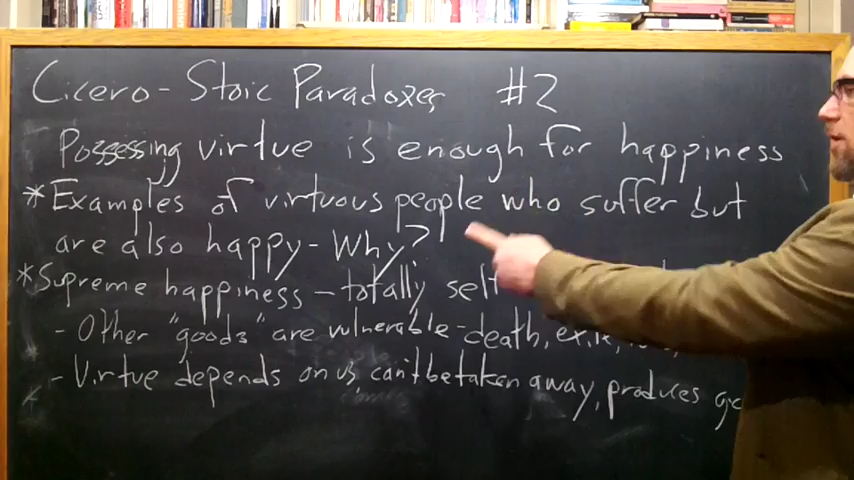 Cicero - Stoic Paradoxes #2
Possessing virtue is enough for happiness
*Examples of virtuous people who suffer but
are also happy - Why?
*Supreme happiness - totally self
- Other "goods" are vulnerable - death, exile,
- Virtue depends on us, can't be taken away, produces